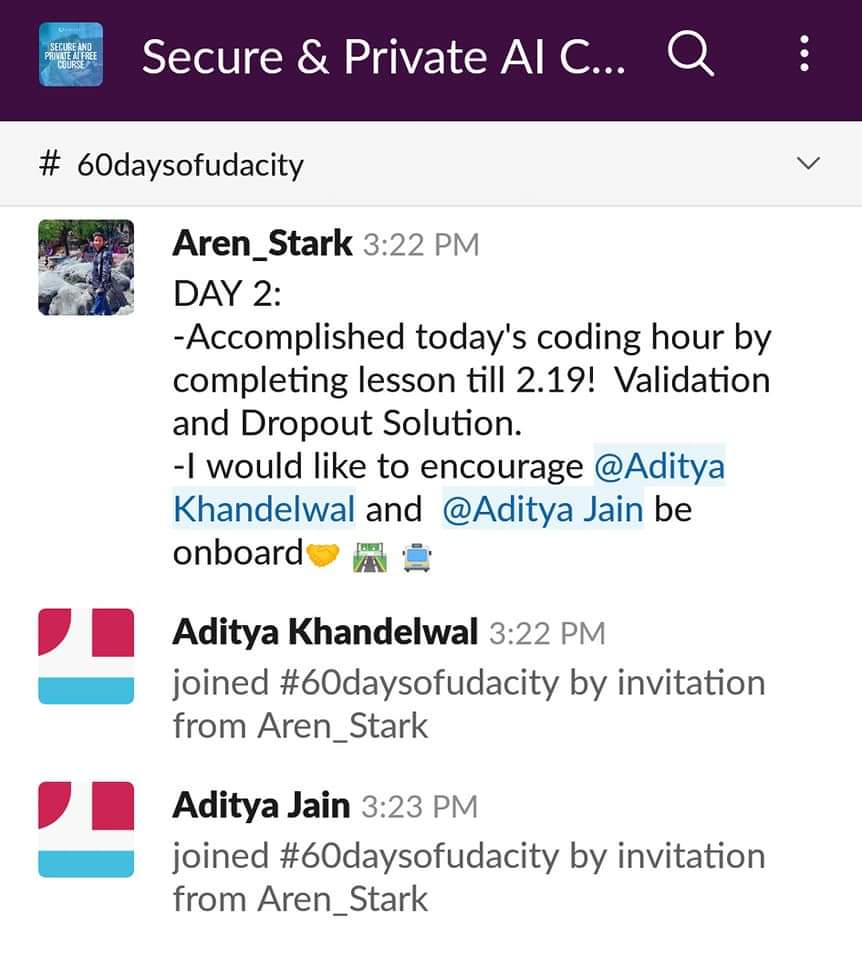 SECURE AND
PRIVATE AI FREE
COURSE
Secure & Private AI C...
# 60daysofudacity
Aren_Stark 3:22 PM
DAY 2:
-Accomplished today's coding hour by
completing lesson till 2.19!  Validation
and Dropout Solution.
-I would like to encourage @Aditya
Khandelwal and  @Aditya Jain be
onboard🤝 🛣️ 🚍
Aditya Khandelwal 3:22 PM
joined #60daysofudacity by invitation
from Aren_Stark
Aditya Jain 3:23 PM
joined #60daysofudacity by invitation
from Aren_Stark